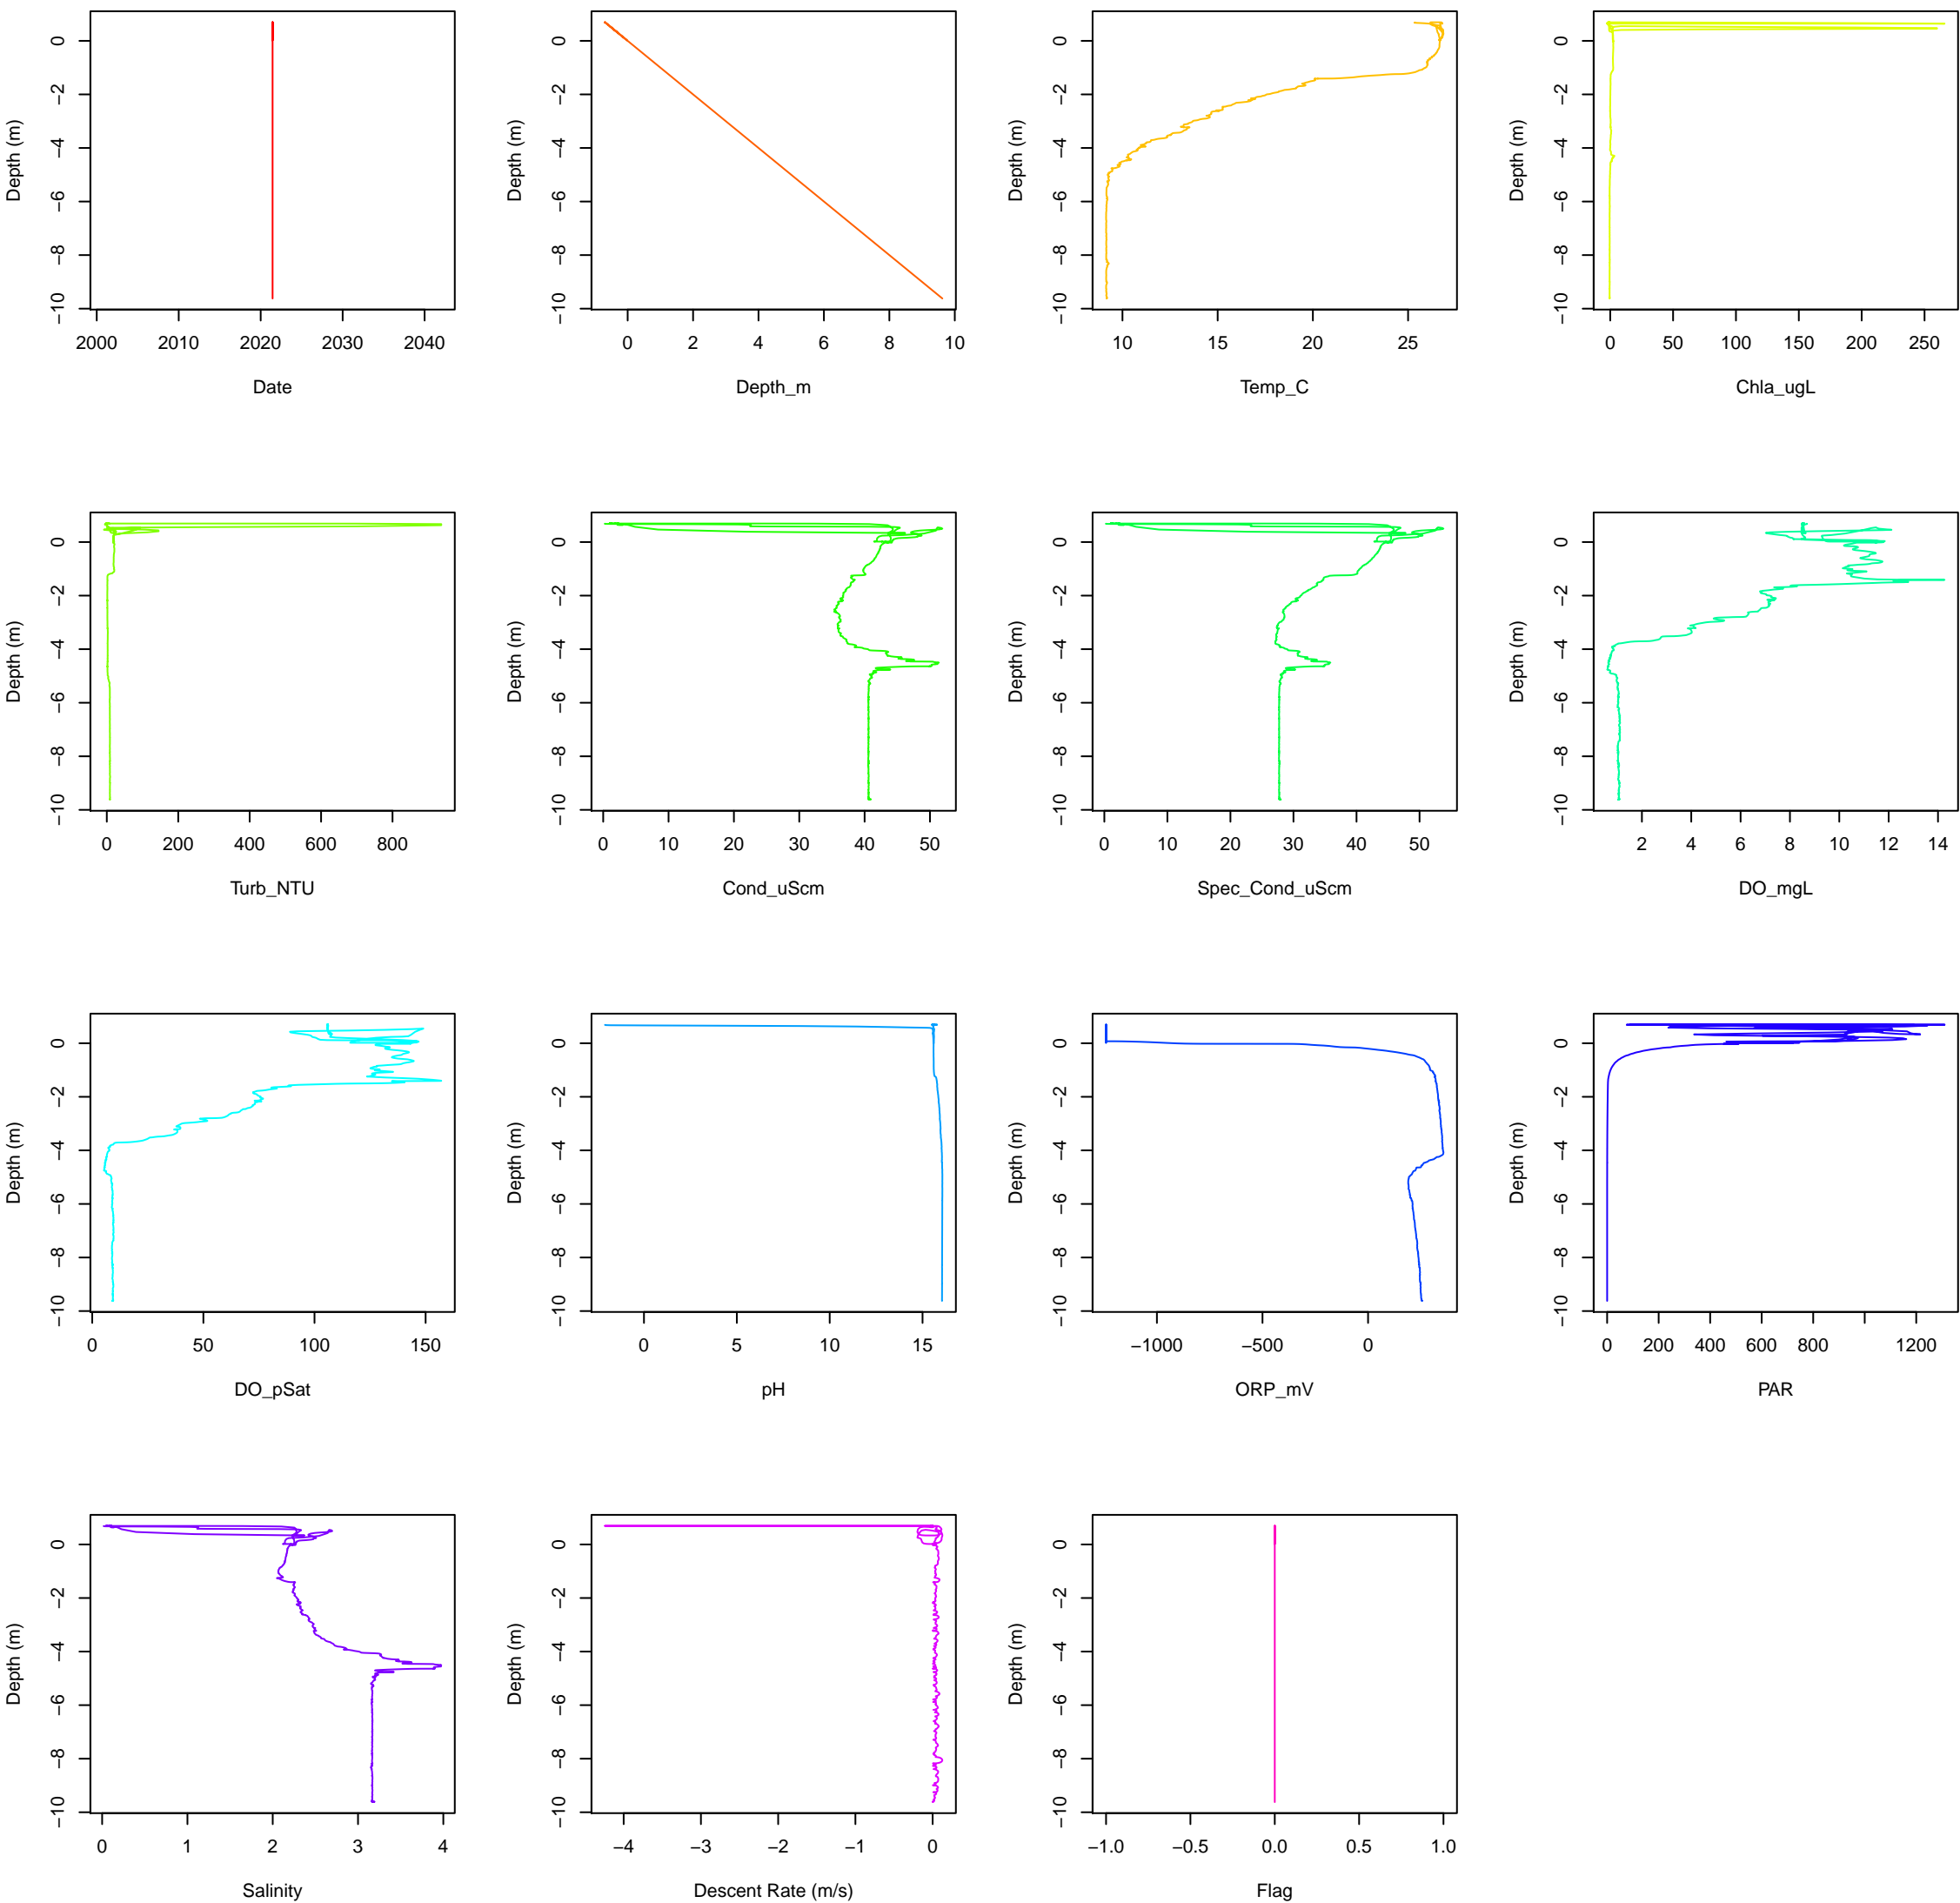 Depth (m)
0
−2
−4
−6
−8
−10
2000 2010 2020 2030 2040
Date
Depth (m)
0
−2
−4
−6
−8
−10
0 2 4 6 8 10
Depth_m
Depth (m)
0
−2
−4
−6
−8
−10
10 15 20 25
Temp_C
Depth (m)
0
−2
−4
−6
−8
−10
0 50 100 150 200 250
Chla_ugL
Depth (m)
0
−2
−4
−6
−8
−10
0 200 400 600 800
Turb_NTU
Depth (m)
0
−2
−4
−6
−8
−10
0 10 20 30 40 50
Cond_uScm
Depth (m)
0
−2
−4
−6
−8
−10
0 10 20 30 40 50
Spec_Cond_uScm
Depth (m)
0
−2
−4
−6
−8
−10
2 4 6 8 10 12 14
DO_mgL
Depth (m)
0
−2
−4
−6
−8
−10
0 50 100 150
DO_pSat
Depth (m)
0
−2
−4
−6
−8
−10
0 5 10 15
pH
Depth (m)
0
−2
−4
−6
−8
−10
−1000 −500 0
ORP_mV
Depth (m)
0
−2
−4
−6
−8
−10
0 200 400 600 800 1200
PAR
Depth (m)
0
−2
−4
−6
−8
−10
0 1 2 3 4
Salinity
Depth (m)
0
−2
−4
−6
−8
−10
−4 −3 −2 −1 0
Descent Rate (m/s)
Depth (m)
0
−2
−4
−6
−8
−10
−1.0 −0.5 0.0 0.5 1.0
Flag